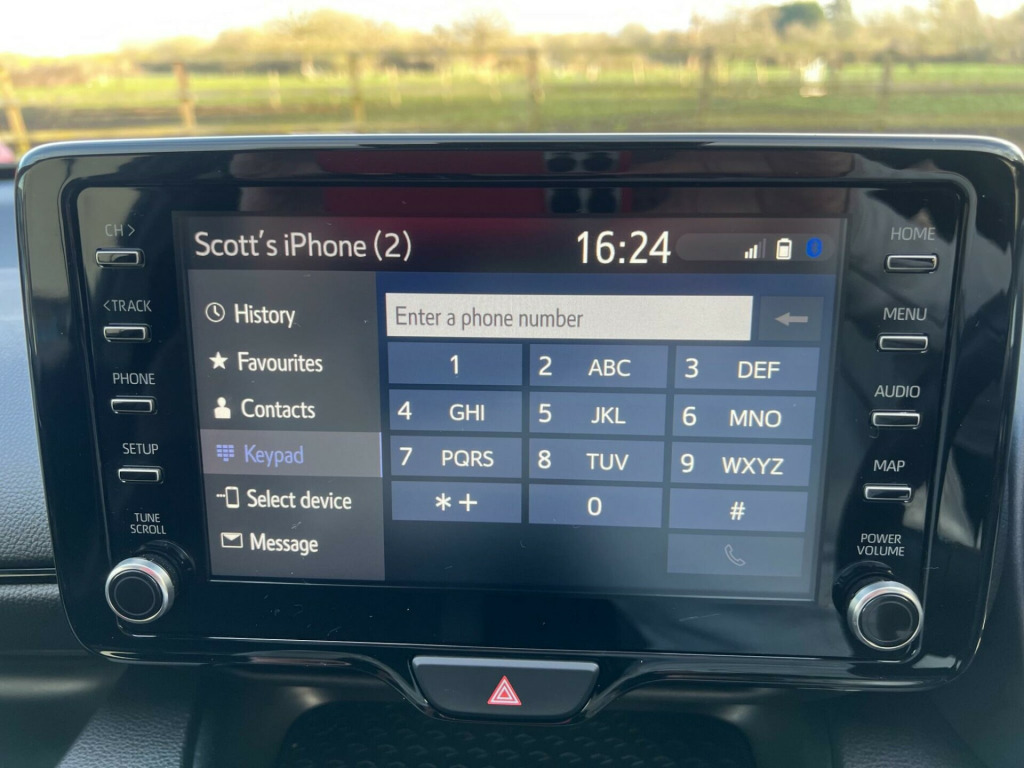 CH >
<TRACK
PHONE
SETUP
TUNE
SCROLL
Scott's iPhone (2)
16:24
History
Favourites
Contacts
Keypad
Select device
Message
Enter a phone number
1
2 ABC
3 DEF
4 GHI
5 JKL
6 MNO
7 PQRS
8 TUV
9 WXYZ
*+
0
#
HOME
MENU
AUDIO
MAP
POWER
VOLUME